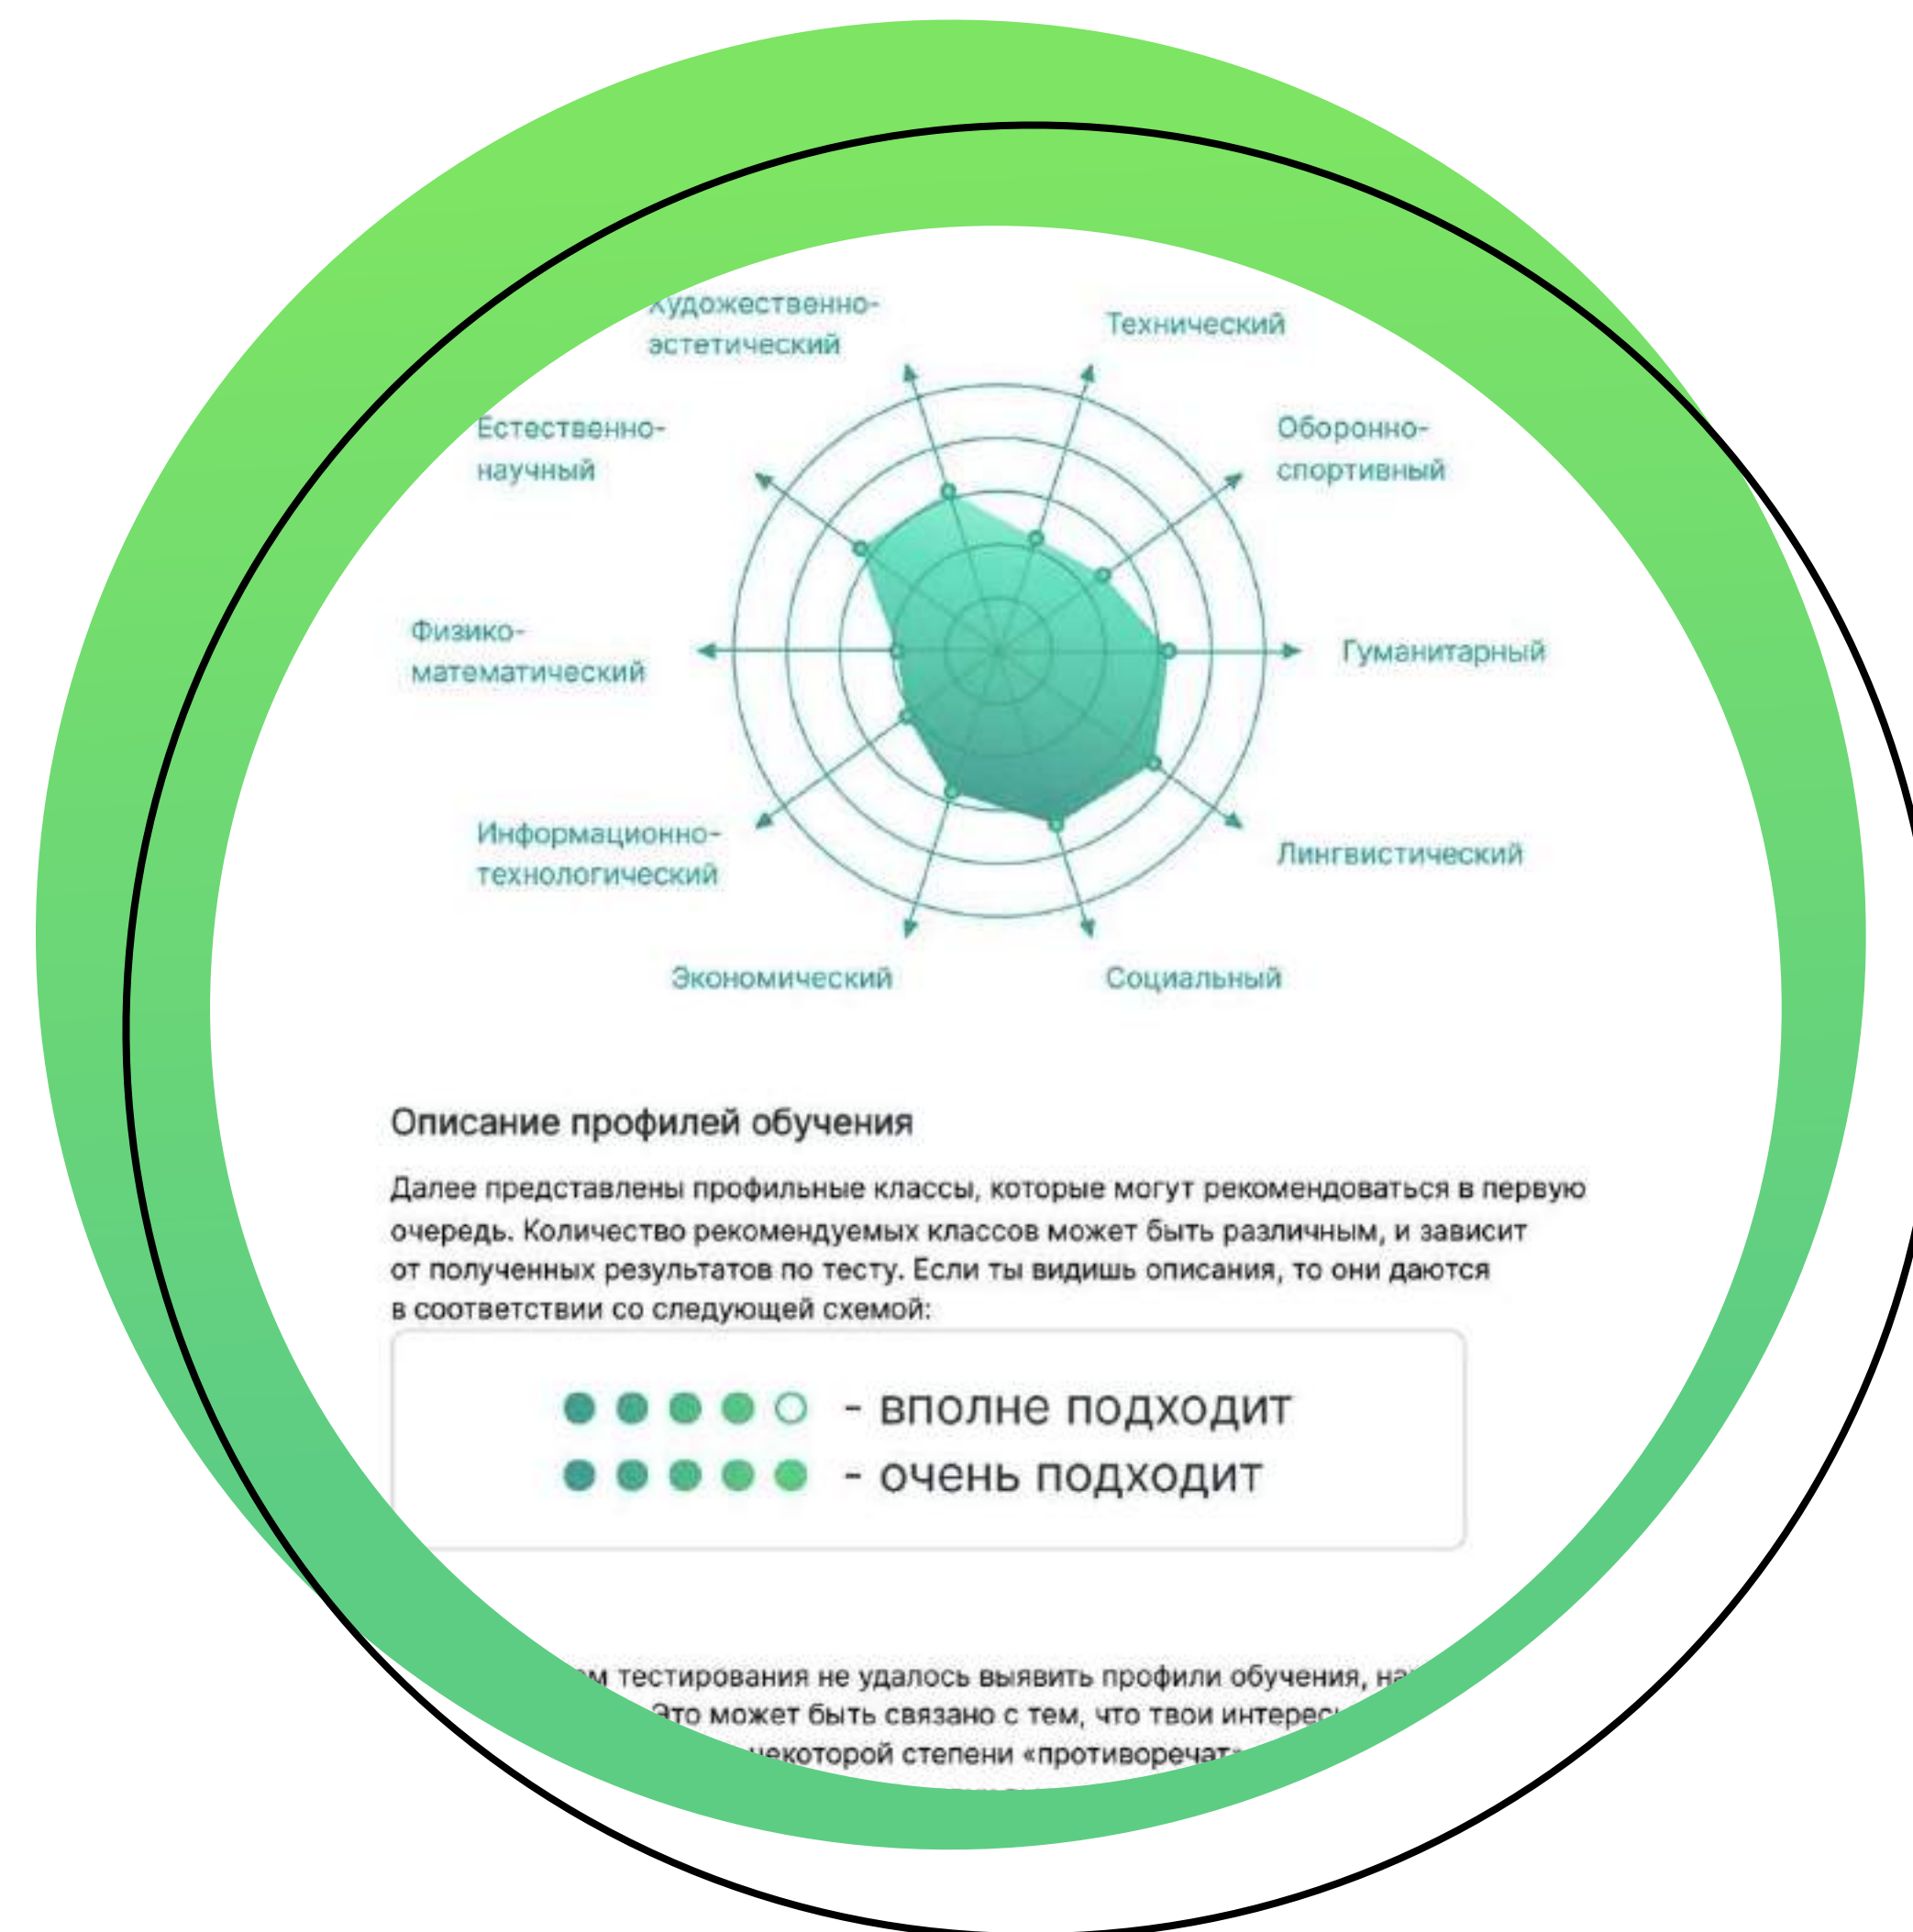 Художественно-
эстетический
Технический
Естественно-
научный
Оборонно-
спортивный
Физико-
математический
Гуманитарный
Информационно-
технологический
Лингвистический
Экономический
Социальный
Описание профилей обучения
Далее представлены профильные классы, которые могут рекомендоваться в первую
очередь. Количество рекомендуемых классов может быть различным, и зависит
от полученных результатов по тесту. Если ты видишь описания, то они даются
в соответствии со следующей схемой:
- вполне подходит
- очень подходит
тестирования не удалось выявить профили обучения,
Это может быть связано с тем, что твои
некоторой степени «противоречат